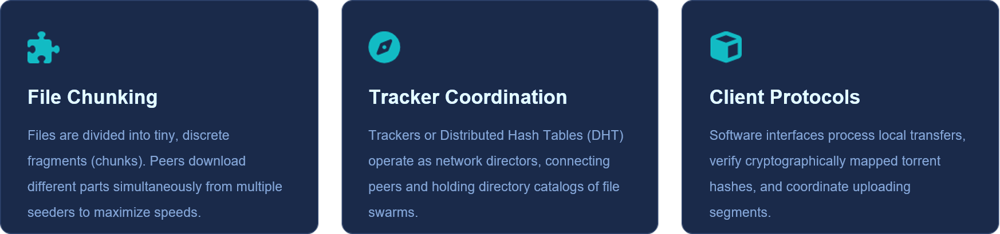 File Chunking
Files are divided into tiny, discrete
fragments (chunks). Peers download
different parts simultaneously from multiple
seeders to maximize speeds.
Tracker Coordination
Trackers or Distributed Hash Tables (DHT)
operate as network directors, connecting
peers and holding directory catalogs of file
swarms.
Client Protocols
Software interfaces process local transfers,
verify cryptographically mapped torrent
hashes, and coordinate uploading
segments.